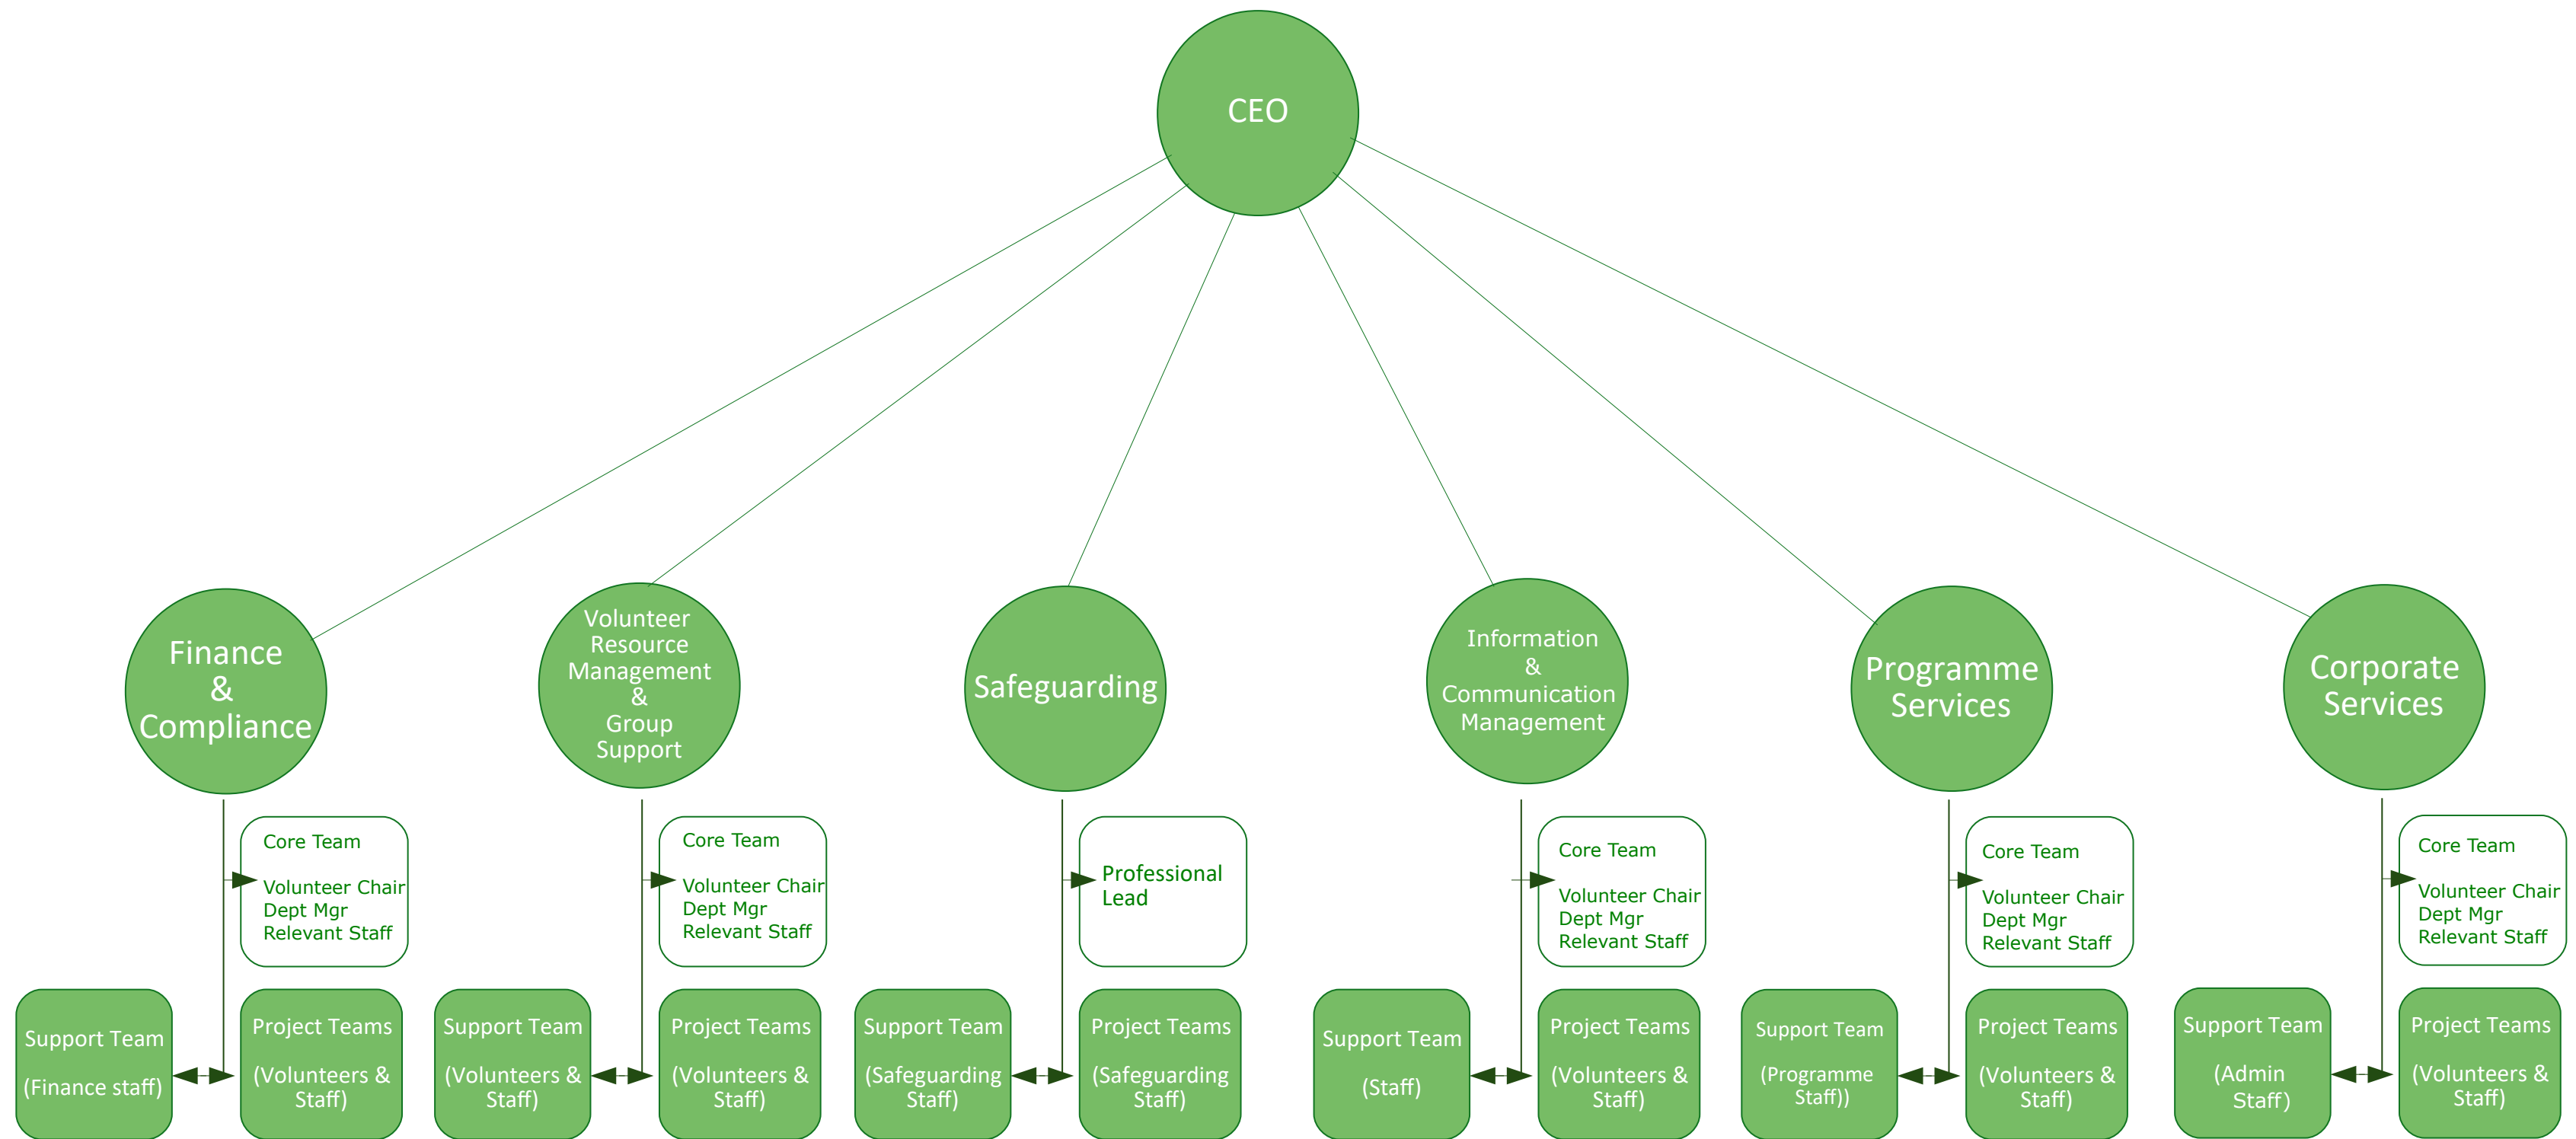 CEO
Finance
&
Compliance
Volunteer
Resource
Management
&
Group
Support
Safeguarding
Information
&
Communication
Management
Programme
Services
Corporate
Services
Core Team
Volunteer Chair
Dept Mgr
Relevant Staff
Core Team
Volunteer Chair
Dept Mgr
Relevant Staff
Professional
Lead
Core Team
Volunteer Chair
Dept Mgr
Relevant Staff
Core Team
Volunteer Chair
Dept Mgr
Relevant Staff
Core Team
Volunteer Chair
Dept Mgr
Relevant Staff
Support Team
(Finance staff)
Project Teams
(Volunteers &
Staff)
Support Team
(Volunteers &
Staff)
Project Teams
(Volunteers &
Staff)
Support Team
(Safeguarding
Staff)
Project Teams
(Safeguarding
Staff)
Support Team
(Staff)
Project Teams
(Volunteers &
Staff)
Support Team
(Programme
Staff))
Project Teams
(Volunteers &
Staff)
Support Team
(Admin
Staff)
Project Teams
(Volunteers &
Staff)